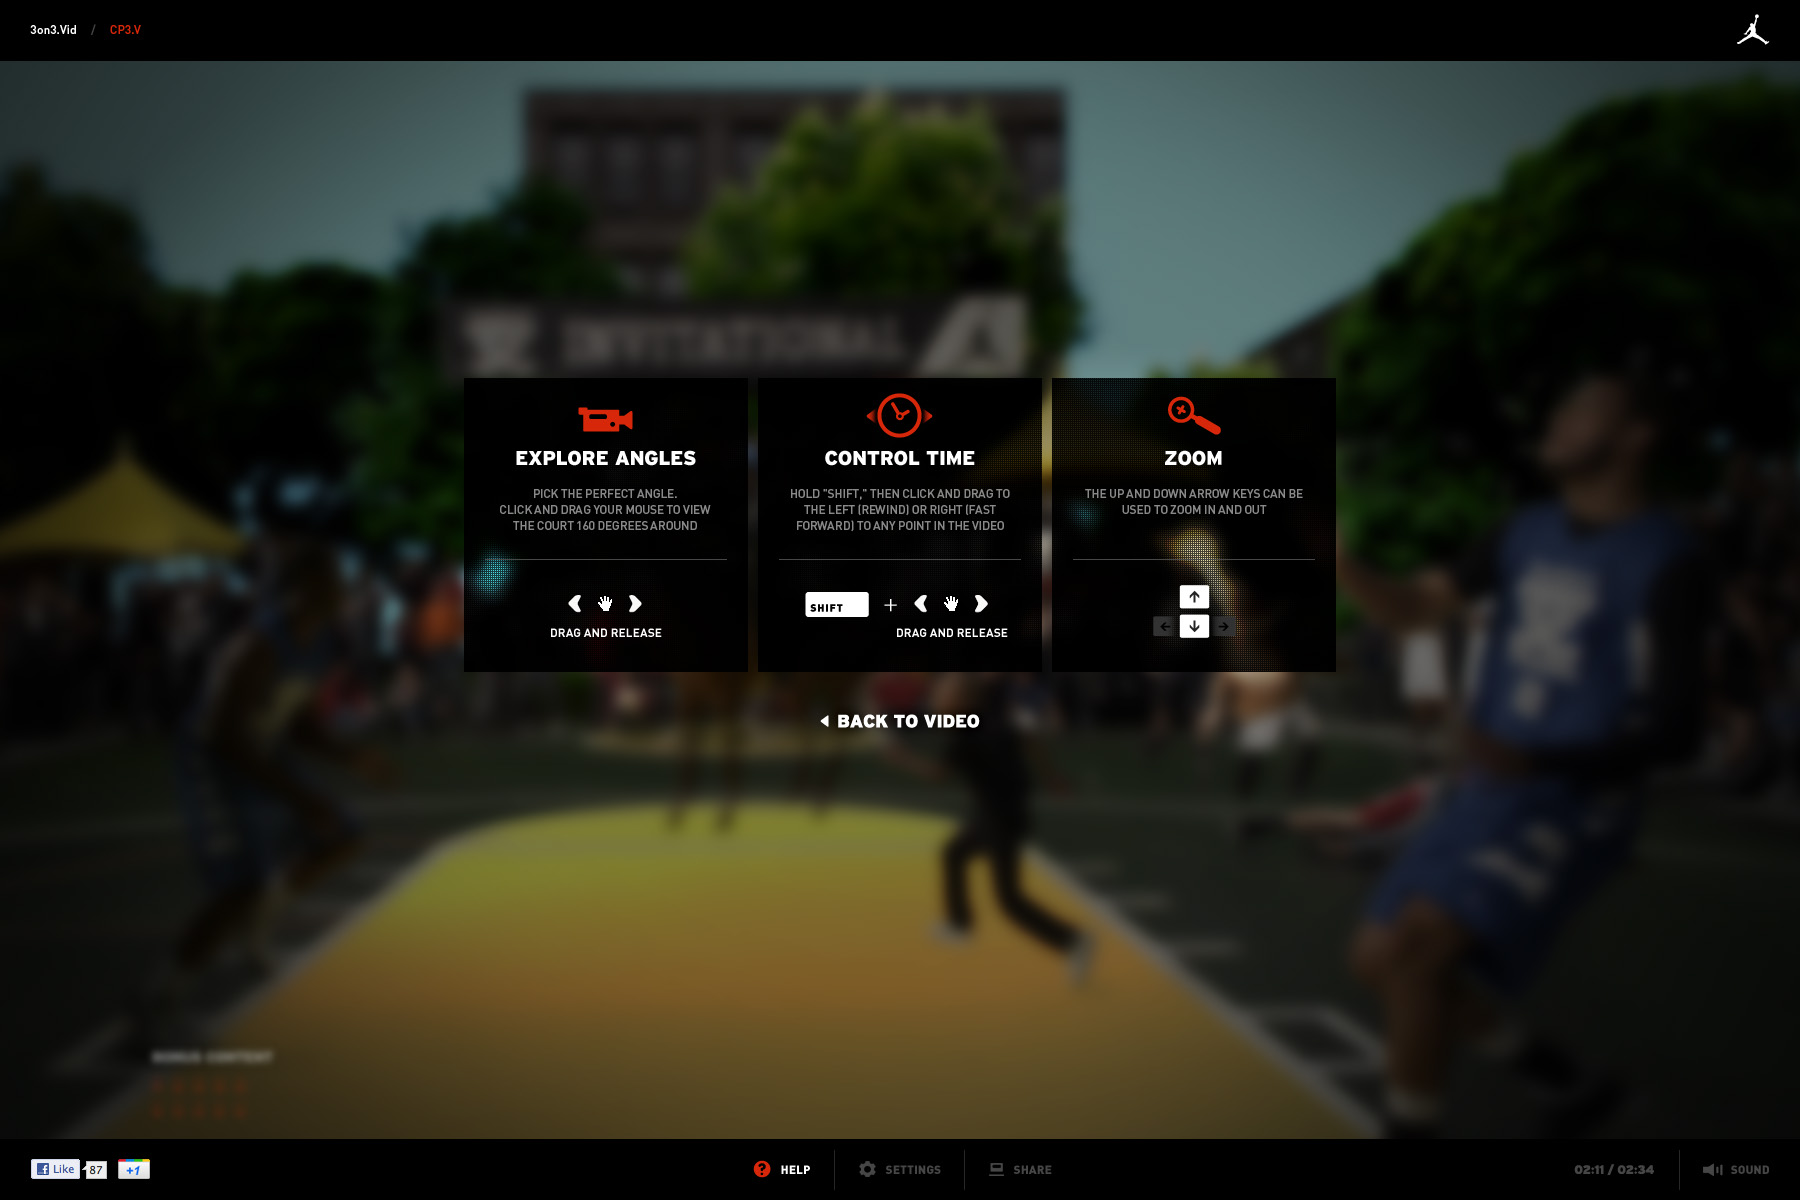 3on3.Vid / CP3.V
INVITATIONAL
EXPLORE ANGLES
PICK THE PERFECT ANGLE.
CLICK AND DRAG YOUR MOUSE TO VIEW
THE COURT 160 DEGREES AROUND
DRAG AND RELEASE
CONTROL TIME
HOLD "SHIFT," THEN CLICK AND DRAG TO
THE LEFT (REWIND) OR RIGHT (FAST
FORWARD) TO ANY POINT IN THE VIDEO
SHIFT +
DRAG AND RELEASE
ZOOM
THE UP AND DOWN ARROW KEYS CAN BE
USED TO ZOOM IN AND OUT
BACK TO VIDEO
BONUS CONTENT
Like 87 +1
HELP
SETTINGS
SHARE
02:11 / 02:34
SOUND